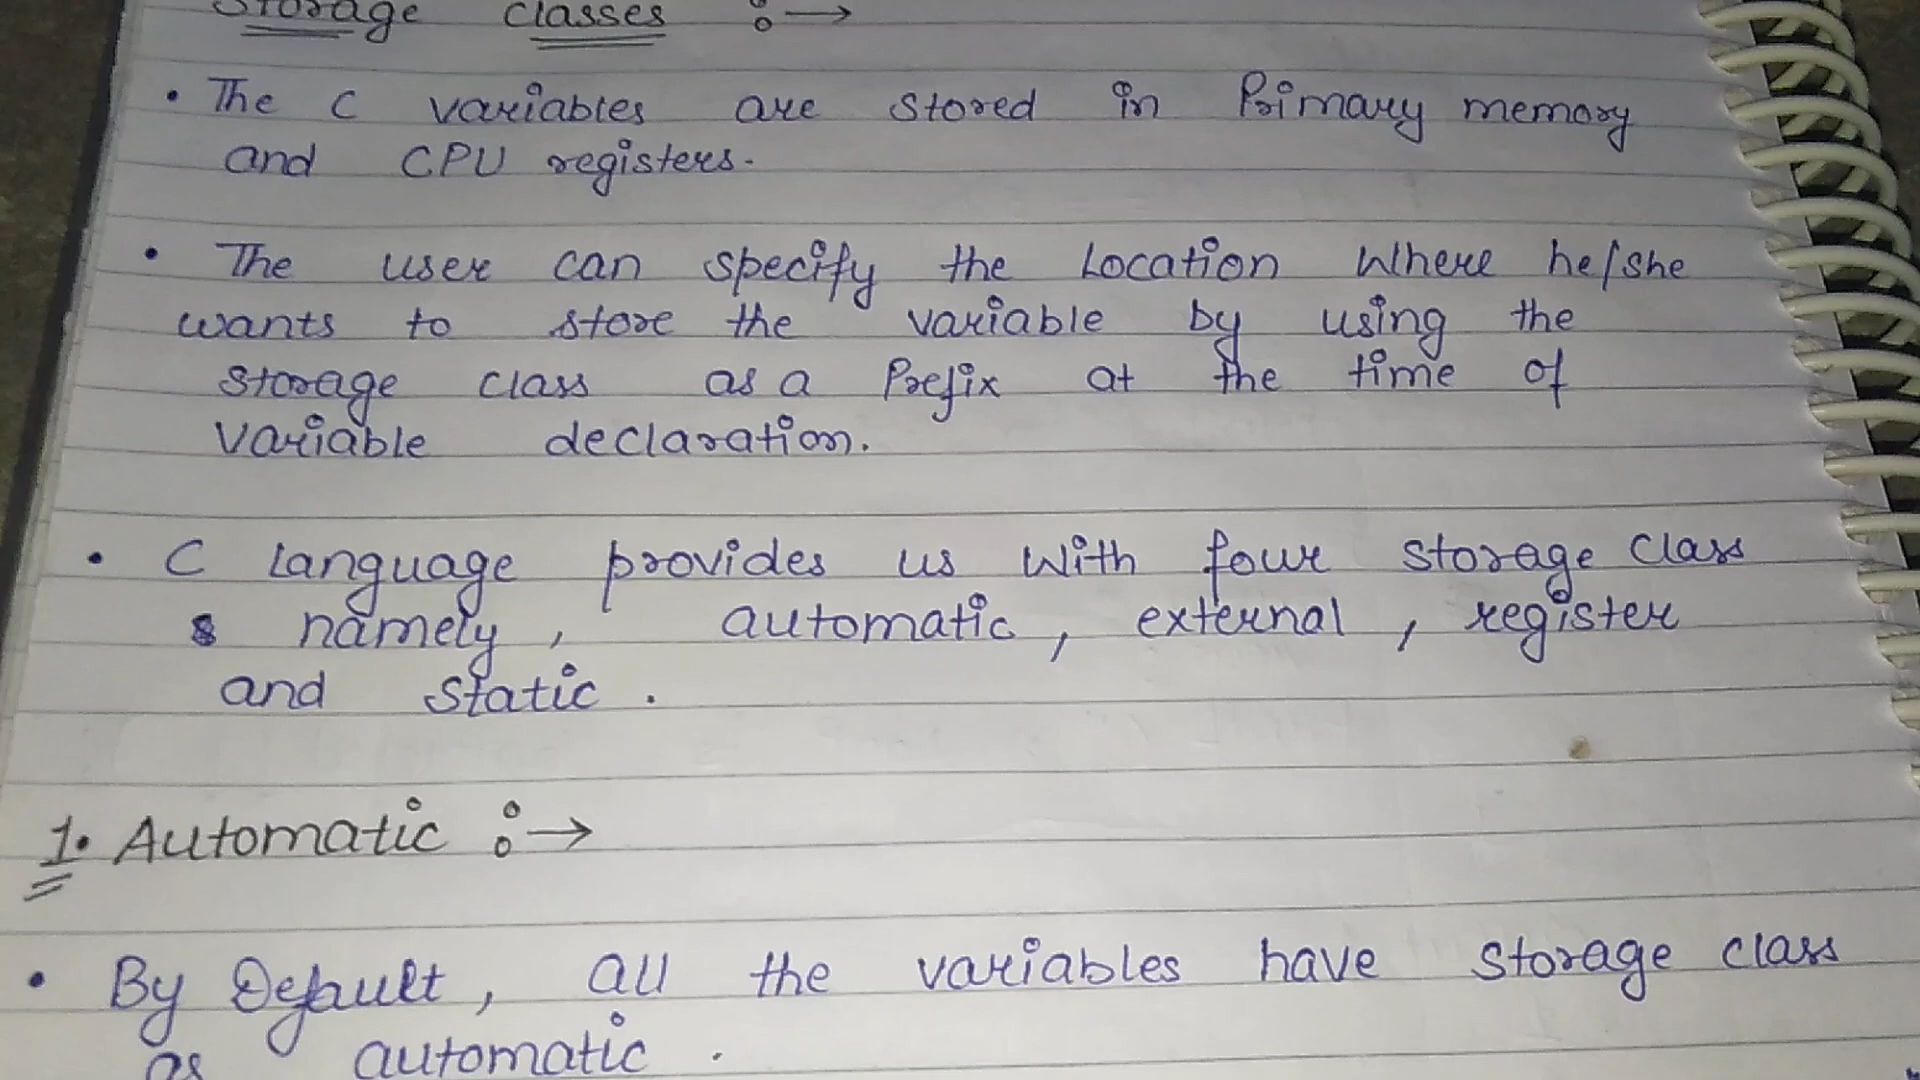 Storage classes :→
• The C variables are stored in Primary memory
and CPU registers.
• The user can specify the Location where he/she
wants to store the variable by using the
storage class as a Prefix at the time of
variable declaration.
• C Language provides us with four storage class
s namely, automatic, external, register
and static.
1. Automatic :→
• By Default, all the variables have storage class
as automatic.